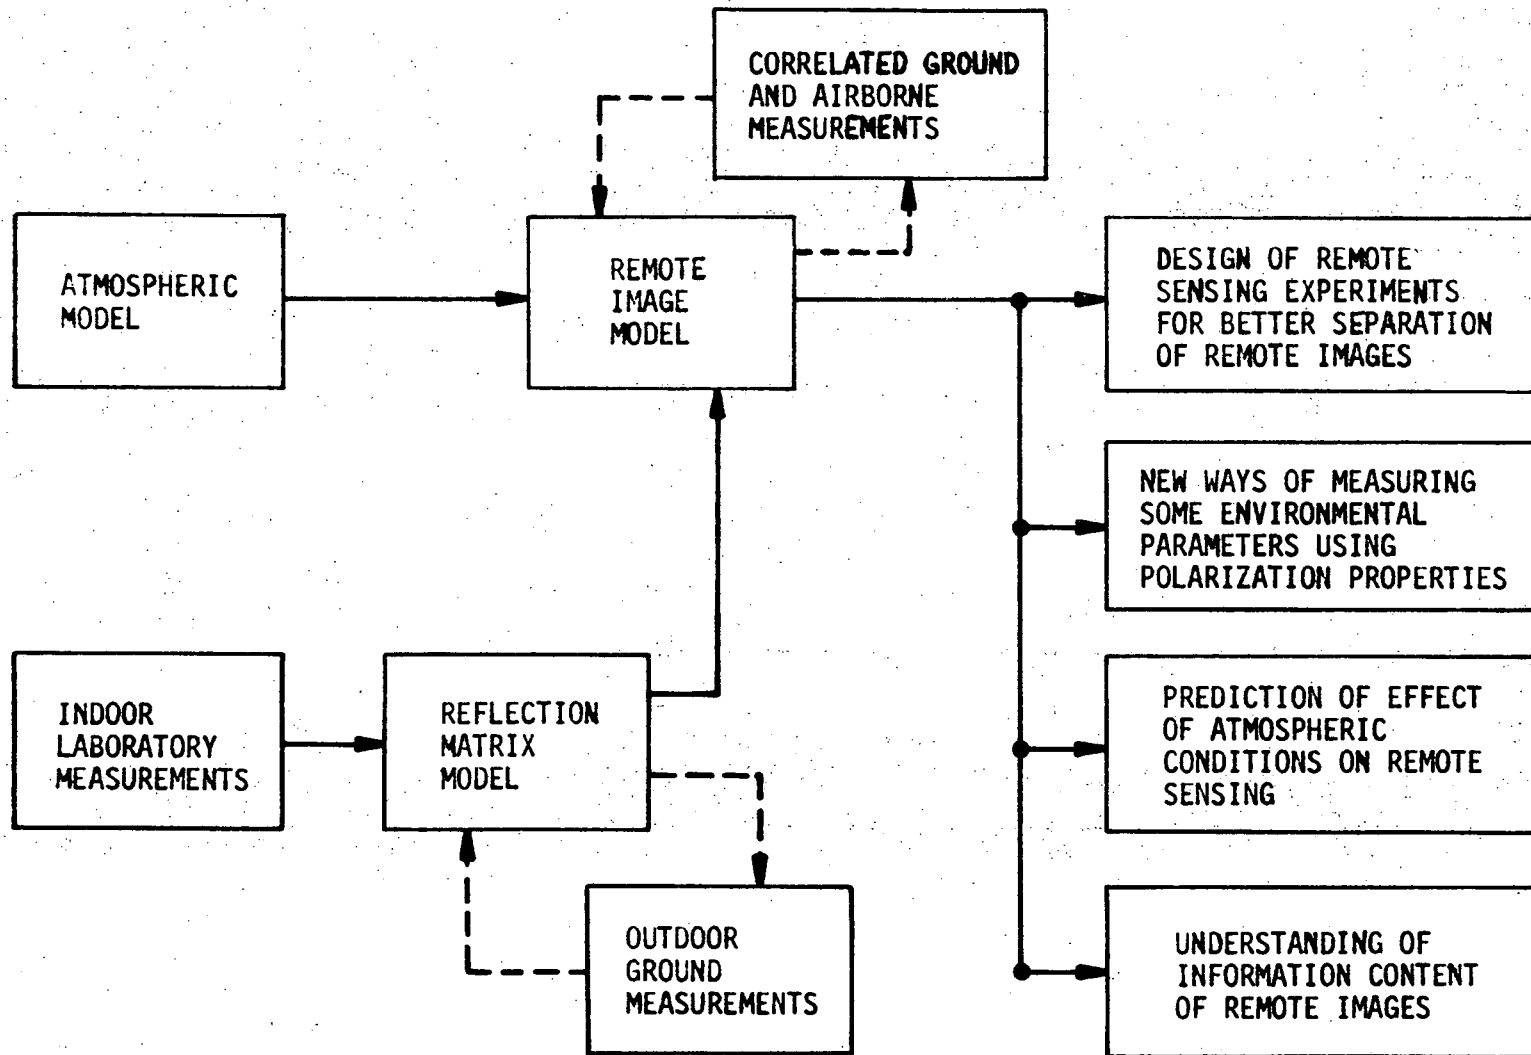 CORRELATED GROUND
AND AIRBORNE
MEASUREMENTS
ATMOSPHERIC
MODEL
REMOTE
IMAGE
MODEL
DESIGN OF REMOTE
SENSING EXPERIMENTS
FOR BETTER SEPARATION
OF REMOTE IMAGES
NEW WAYS OF MEASURING
SOME ENVIRONMENTAL
PARAMETERS USING
POLARIZATION PROPERTIES
INDOOR
LABORATORY
MEASUREMENTS
REFLECTION
MATRIX
MODEL
PREDICTION OF EFFECT
OF ATMOSPHERIC
CONDITIONS ON REMOTE
SENSING
OUTDOOR
GROUND
MEASUREMENTS
UNDERSTANDING OF
INFORMATION CONTENT
OF REMOTE IMAGES